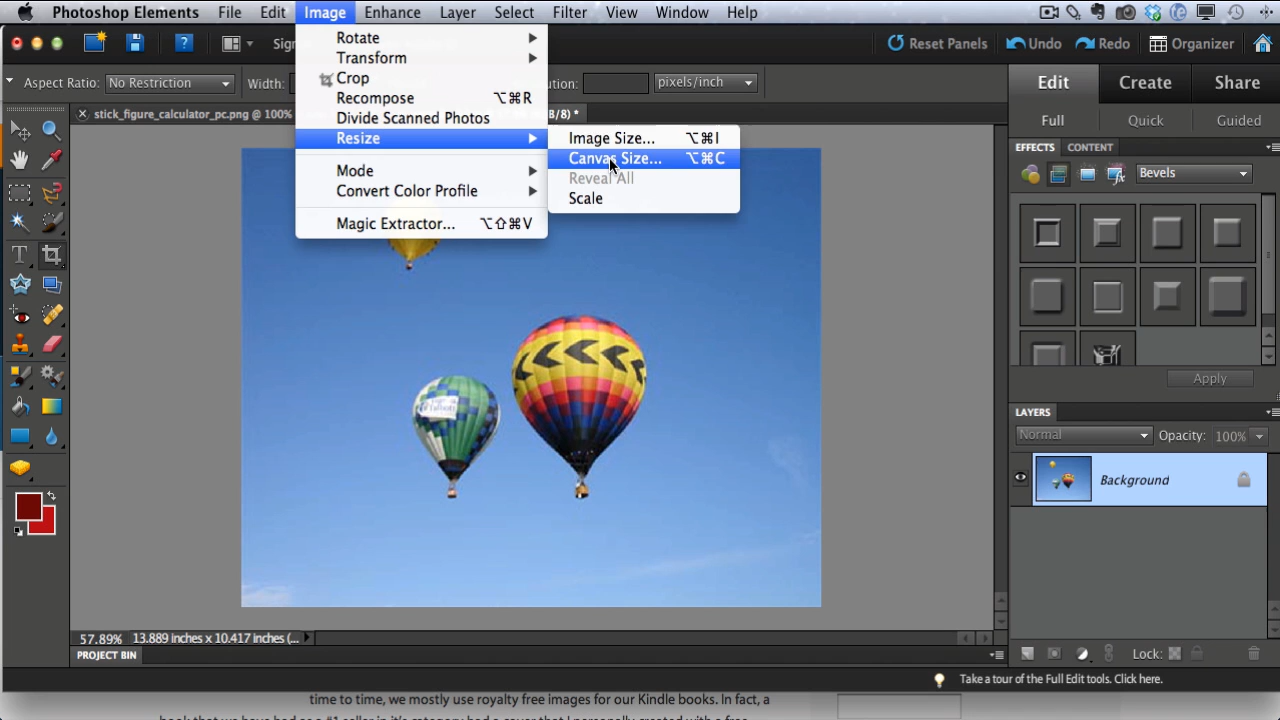 Photoshop Elements File Edit Image Enhance Layer Select Filter View Window Help
Reset Panels Undo Redo Organizer
Aspect Ratio: No Restriction Width: pixels/inch
Edit Create Share
stick_figure_calculator_pc.png @ 100% B/8) *
Full Quick Guided
Rotate
Transform
Crop
Recompose ⌥⌘R
Divide Scanned Photos
Resize
Mode
Convert Color Profile
Magic Extractor... ⌥⇧⌘V
Image Size... ⌥⌘I
Canvas Size... ⌥⌘C
Reveal All
Scale
EFFECTS CONTENT
Bevels
Apply
LAYERS
Normal Opacity: 100%
Background
Lock:
57.89% 13.889 inches x 10.417 inches (...
PROJECT BIN
Take a tour of the Full Edit tools. Click here.
time to time, we mostly use royalty free images for our Kindle books. In fact, a